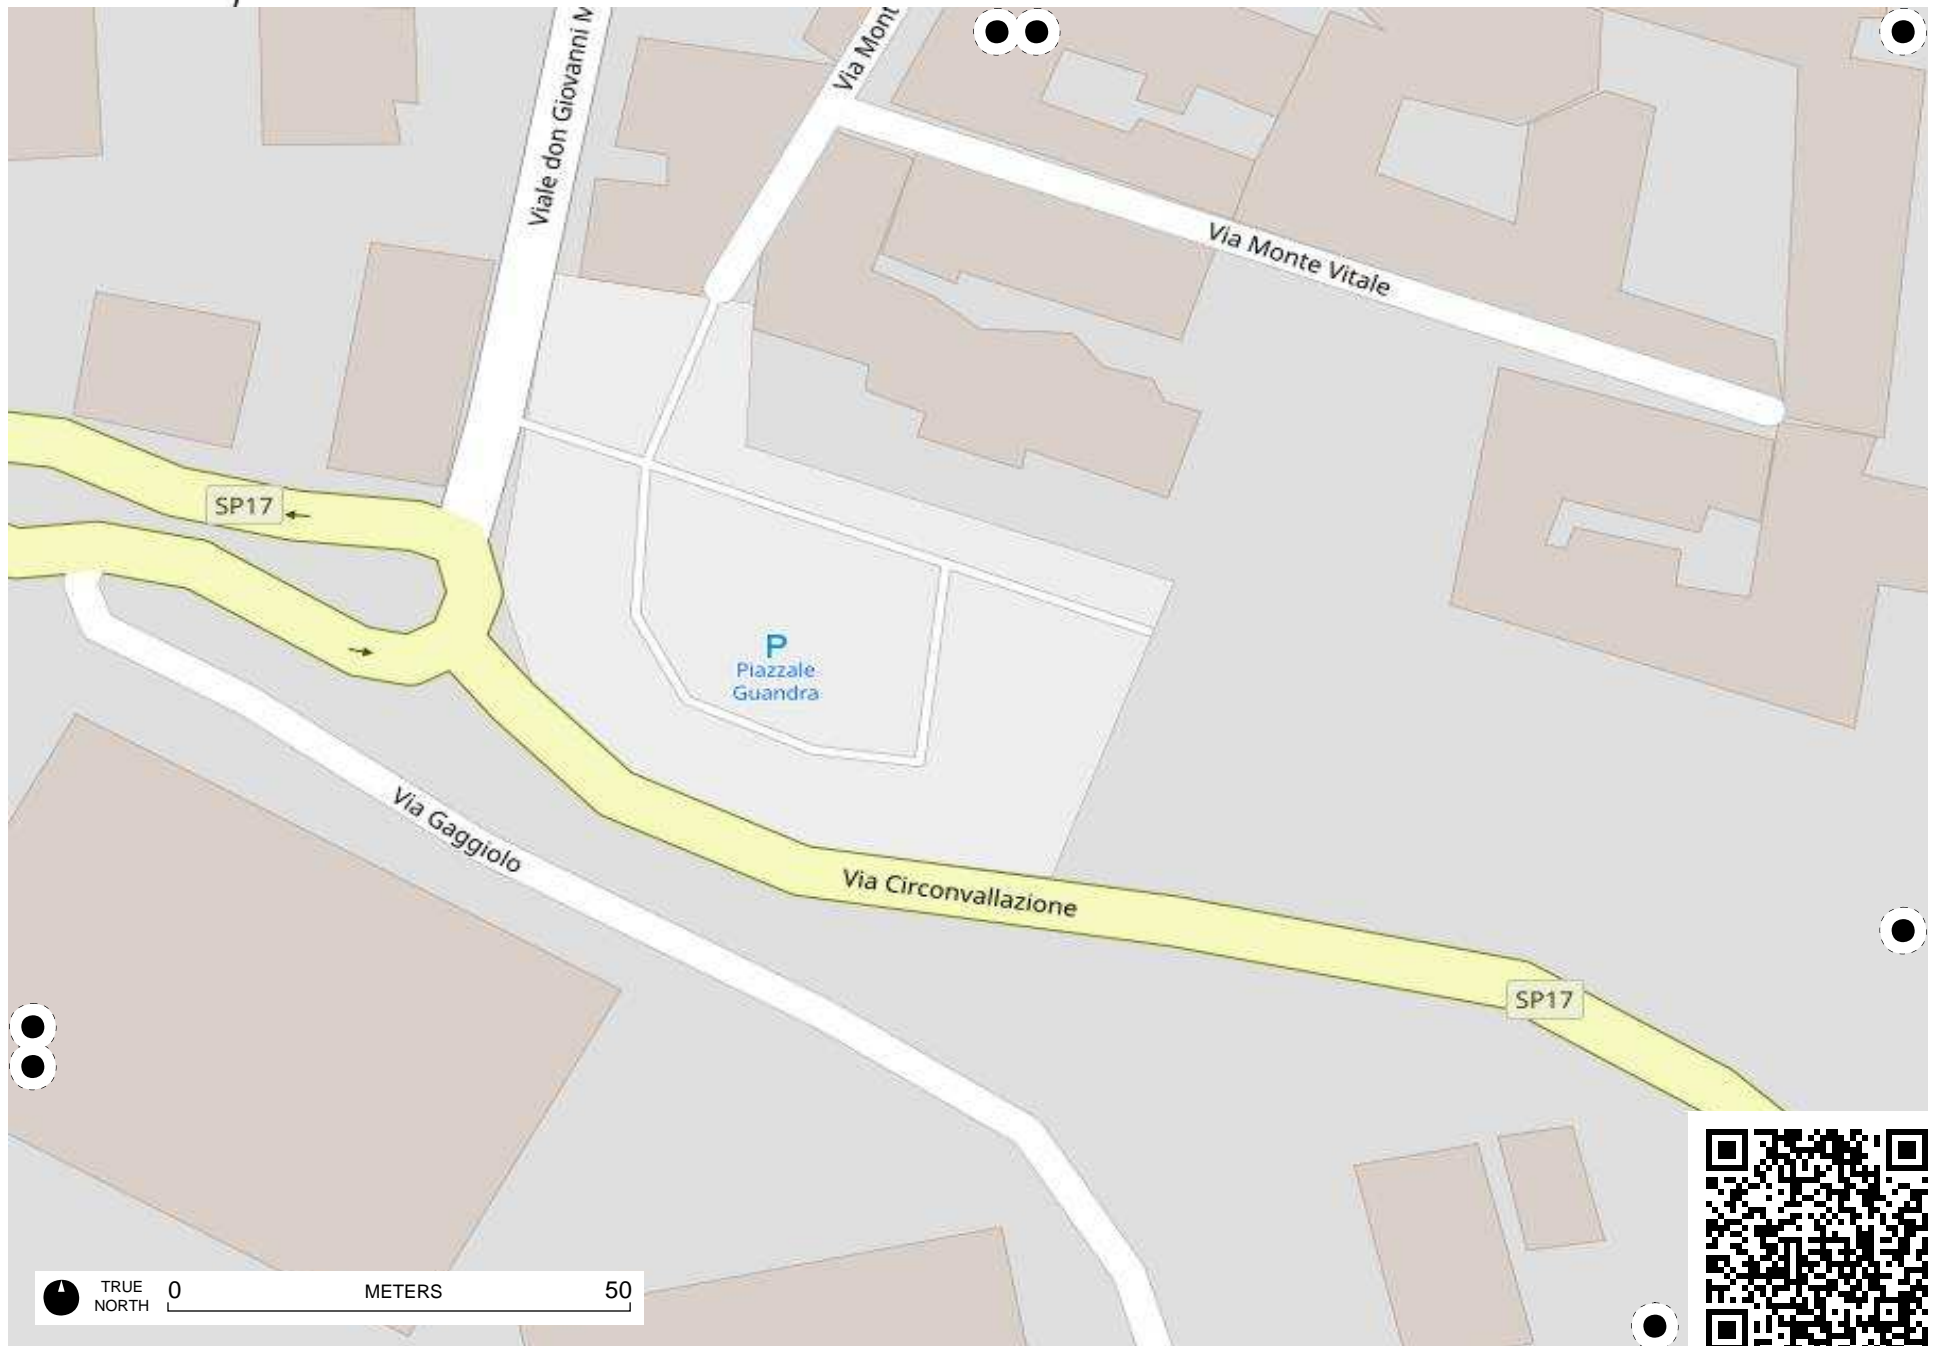 Viale don Giovanni M
Via Mont
Via Monte Vitale
SP17
P
Piazzale
Guandra
Via Gaggiolo
Via Circonvallazione
SP17
TRUE
NORTH
0 METERS 50